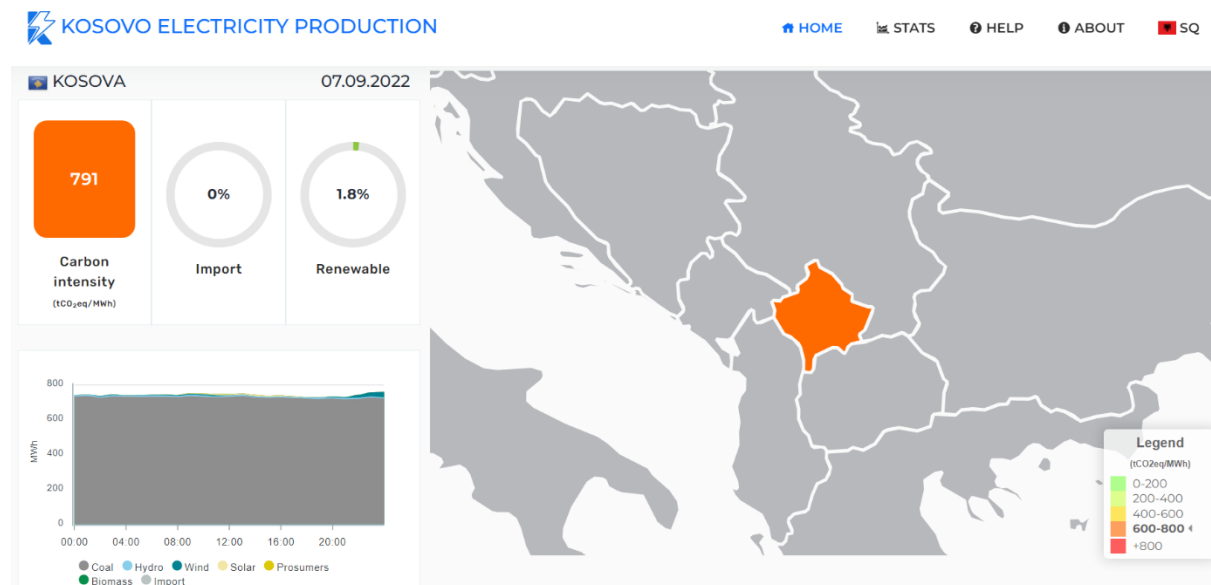 KOSOVO ELECTRICITY PRODUCTION
HOME
STATS
HELP
ABOUT
SQ
KOSOVA
07.09.2022
791
0%
1.8%
Carbon
intensity
(tCO₂eq/MWh)
Import
Renewable
800
600
400
200
0
MWh
00:00 04:00 08:00 12:00 16:00 20:00
Coal Hydro Wind Solar Prosumers
Biomass Import
Legend
(tCO2eq/MWh)
0-200
200-400
400-600
600-800
+800